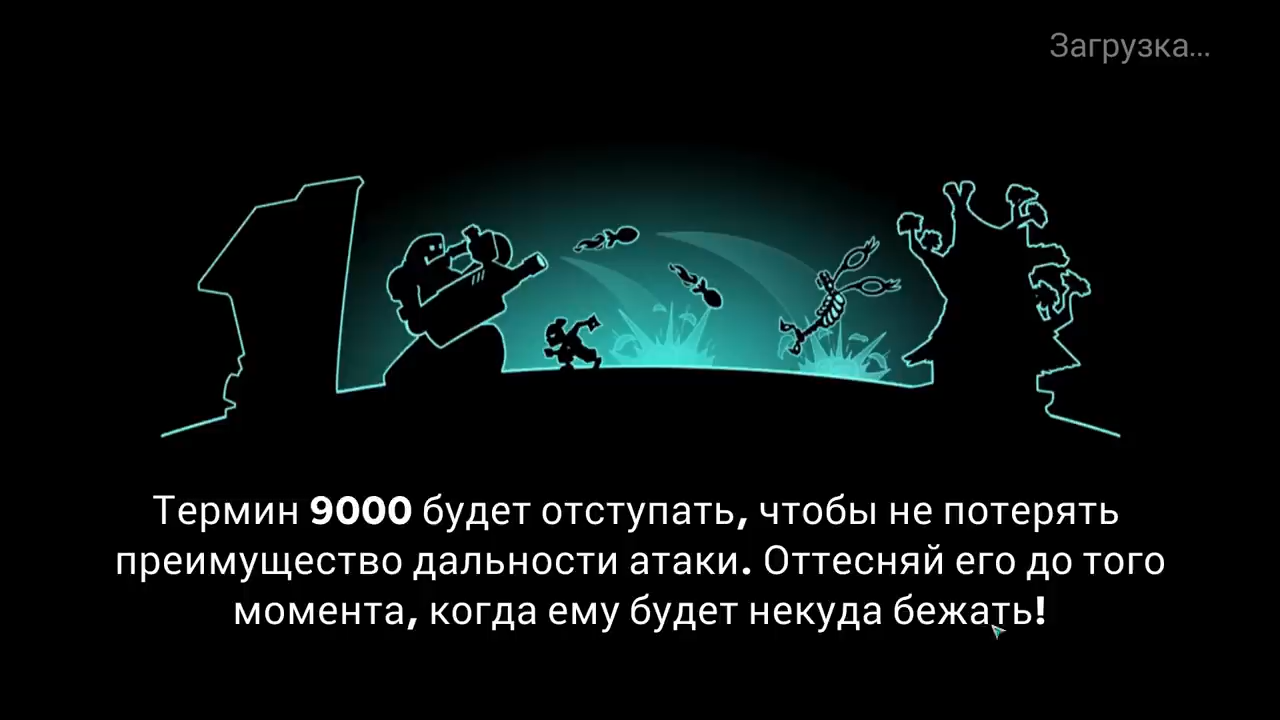 Загрузка...
Термин 9000 будет отступать, чтобы не потерять
преимущество дальности атаки. Оттесняй его до того
момента, когда ему будет некуда бежать!